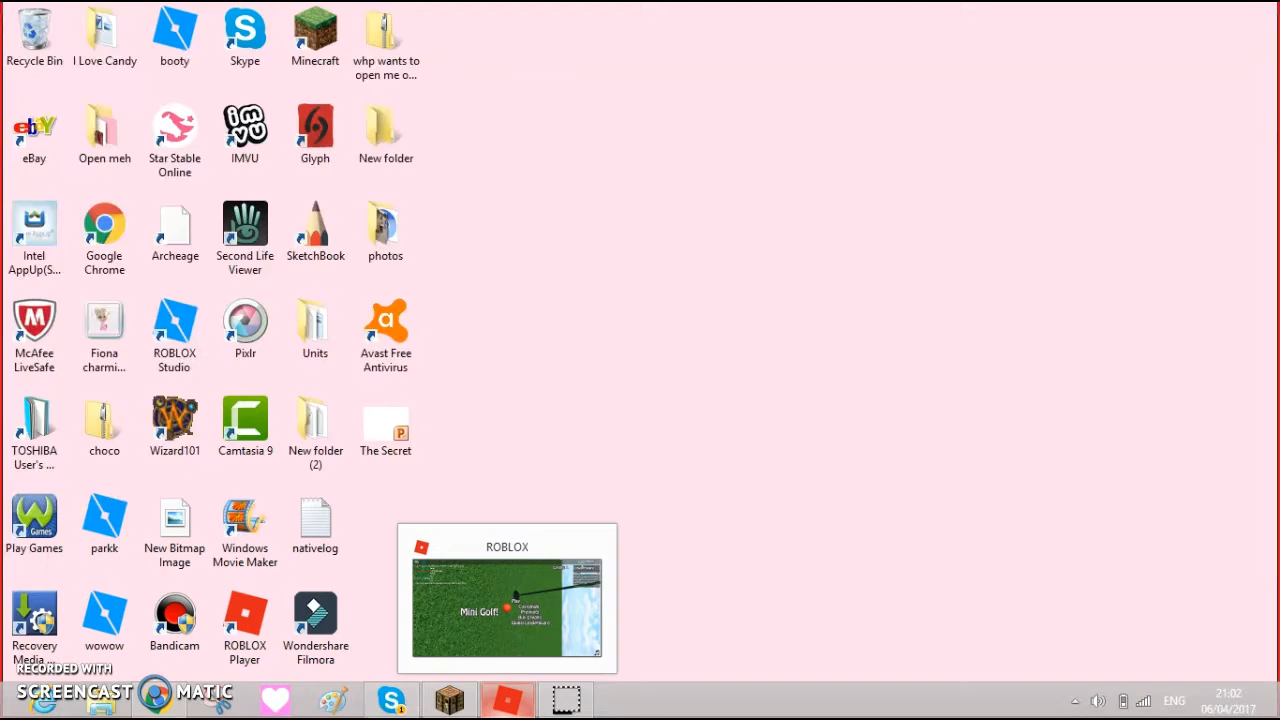 Recycle Bin
I Love Candy
booty
Skype
Minecraft
whp wants to
open me o...
eBay
Open meh
Star Stable
Online
IMVU
Glyph
New folder
Intel
AppUp(S...
Google
Chrome
Archeage
Second Life
Viewer
SketchBook
photos
McAfee
LiveSafe
Fiona
charmi...
ROBLOX
Studio
Pixlr
Units
Avast Free
Antivirus
TOSHIBA
User's ...
choco
Wizard101
Camtasia 9
New folder
(2)
The Secret
Play Games
parkk
New Bitmap
Image
Windows
Movie Maker
nativelog
ROBLOX
Mini Golf!
Play
Recovery
Media ...
wowow
Bandicam
ROBLOX
Player
Wondershare
Filmora
RECORDED WITH
SCREENCAST MATIC
ENG
21:02
06/04/2017